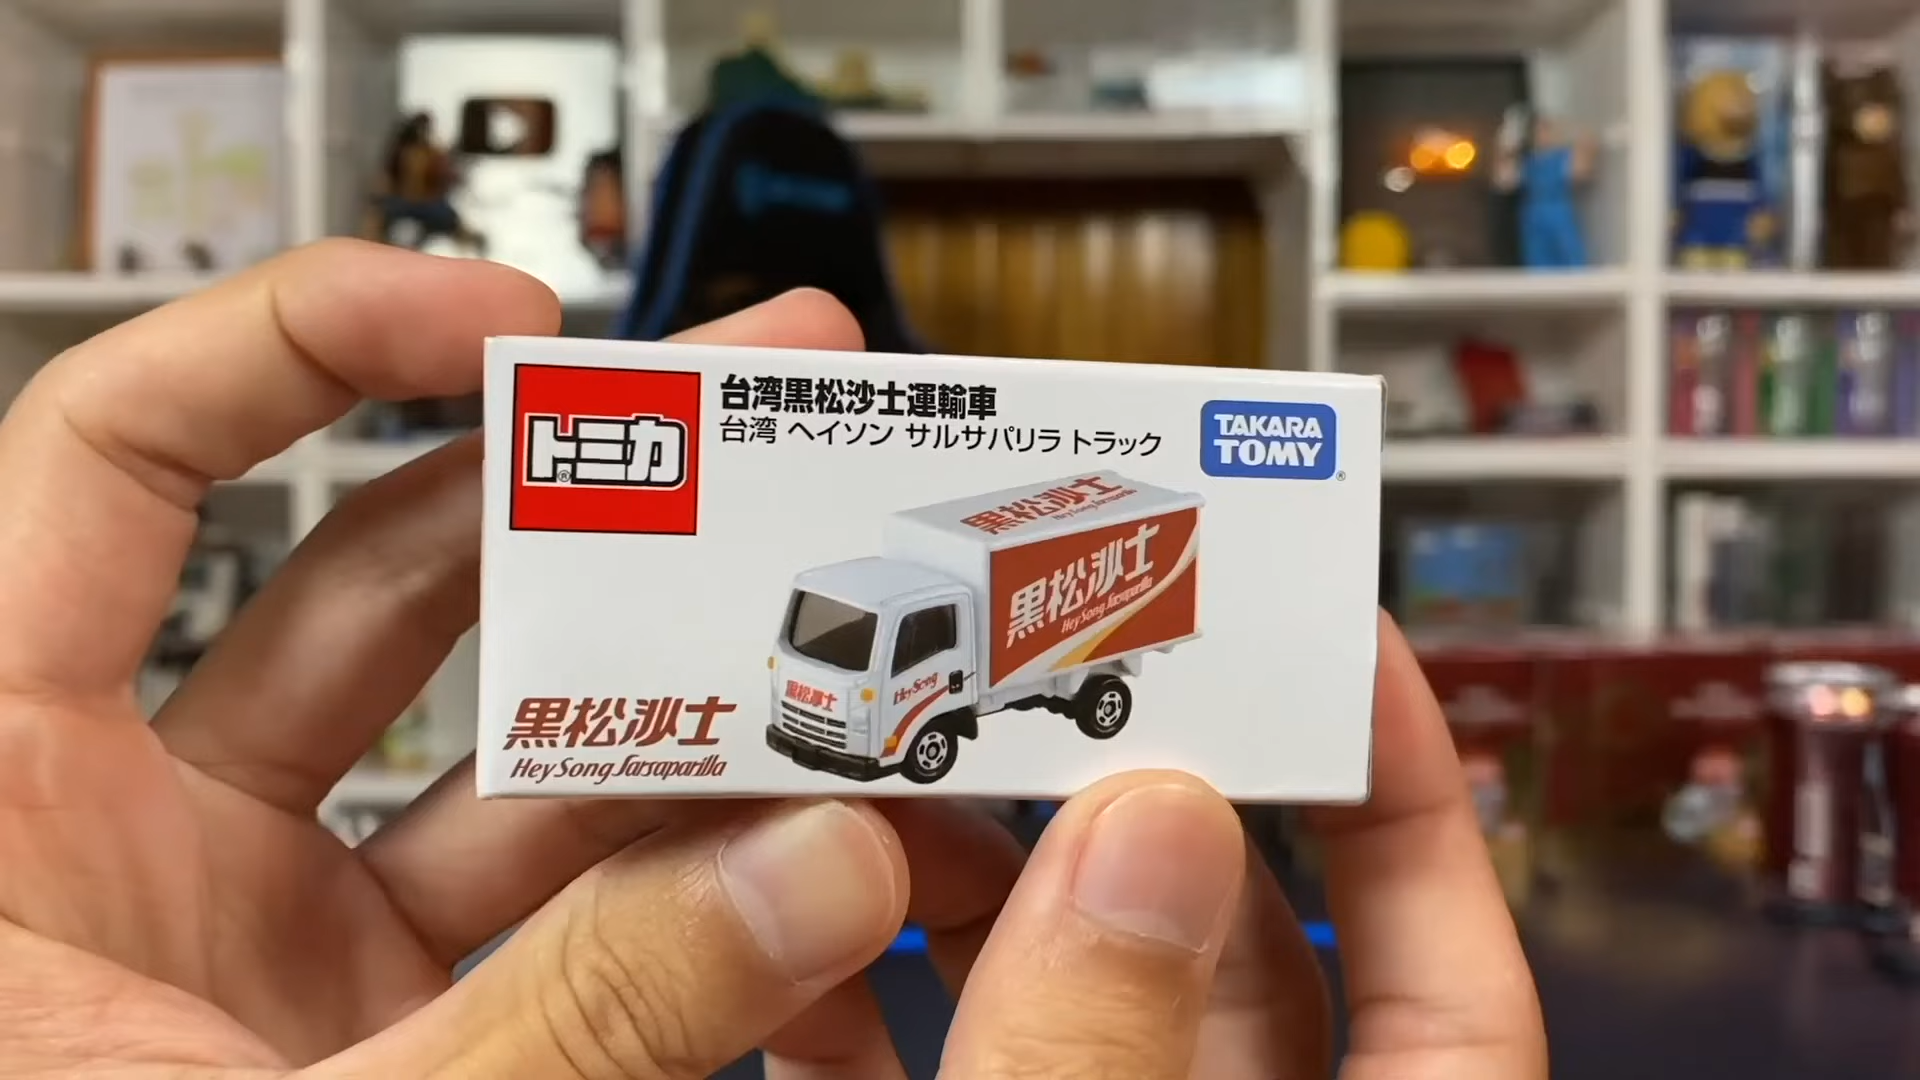 トミカ
台湾黒松沙士運輸車
台湾 ヘイソン サルサパリラ トラック
TAKARA
TOMY
黒松沙士
Hey Song Sarsaparilla
黒松沙士
Hey Song Sarsaparilla
黒松沙士
HeySong
黒松沙士
Hey Song Sarsaparilla